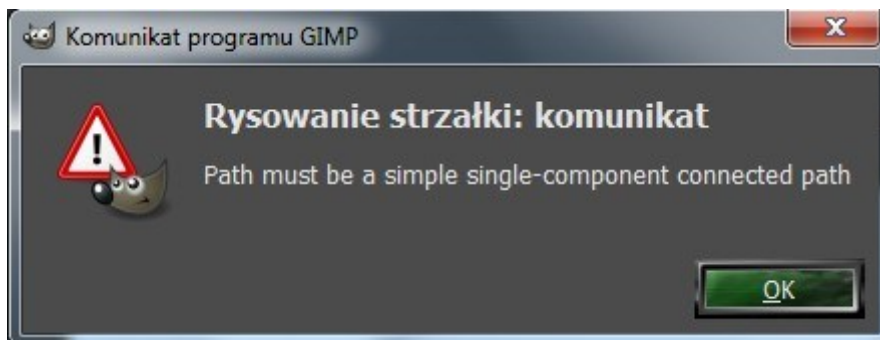 Komunikat programu GIMP
Rysowanie strzałki: komunikat
Path must be a simple single-component connected path
OK